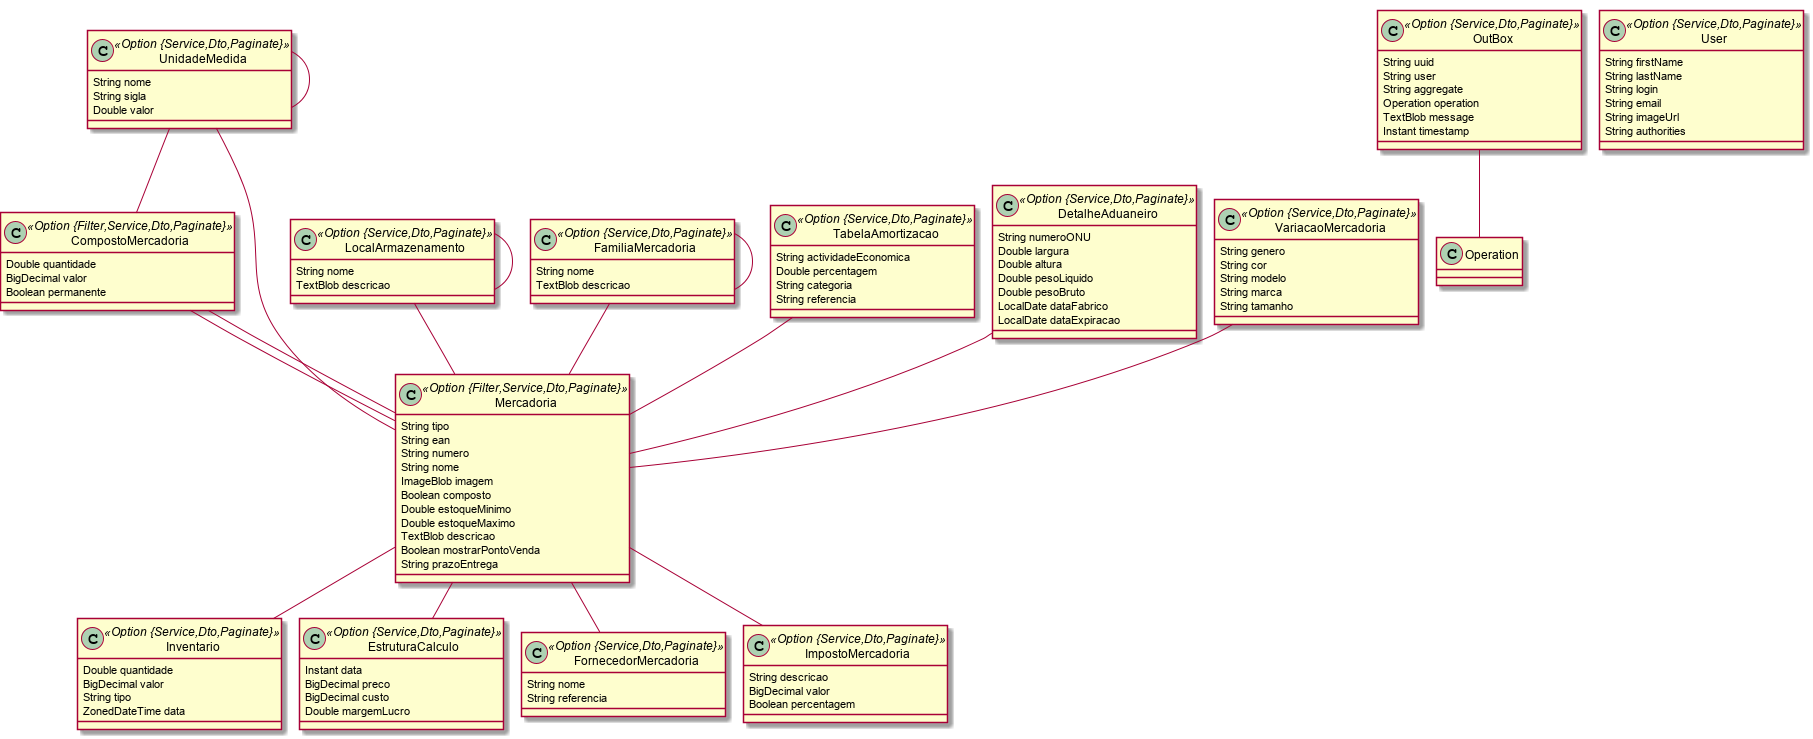 «Option {Service,Dto,Paginate}»
C
UnidadeMedida
String nome
String sigla
Double valor
«Option {Service,Dto,Paginate}»
C
OutBox
String uuid
String user
String aggregate
Operation operation
TextBlob message
Instant timestamp
«Option {Service,Dto,Paginate}»
C
User
String firstName
String lastName
String login
String email
String imageUrl
String authorities
«Option {Filter,Service,Dto,Paginate}»
C
CompostoMercadoria
Double quantidade
BigDecimal valor
Boolean permanente
«Option {Service,Dto,Paginate}»
C
LocalArmazenamento
String nome
TextBlob descricao
«Option {Service,Dto,Paginate}»
C
FamiliaMercadoria
String nome
TextBlob descricao
«Option {Service,Dto,Paginate}»
C
TabelaAmortizacao
String actividadeEconomica
Double percentagem
String categoria
String referencia
«Option {Service,Dto,Paginate}»
C
DetalheAduaneiro
String numeroONU
Double largura
Double altura
Double pesoLiquido
Double pesoBruto
LocalDate dataFabrico
LocalDate dataExpiracao
«Option {Service,Dto,Paginate}»
C
VariacaoMercadoria
String genero
String cor
String modelo
String marca
String tamanho
C Operation
«Option {Filter,Service,Dto,Paginate}»
C
Mercadoria
String tipo
String ean
String numero
String nome
ImageBlob imagem
Boolean composto
Double estoqueMinimo
Double estoqueMaximo
TextBlob descricao
Boolean mostrarPontoVenda
String prazoEntrega
«Option {Service,Dto,Paginate}»
C
Inventario
Double quantidade
BigDecimal valor
String tipo
ZonedDateTime data
«Option {Service,Dto,Paginate}»
C
EstruturaCalculo
Instant data
BigDecimal preco
BigDecimal custo
Double margemLucro
«Option {Service,Dto,Paginate}»
C
FornecedorMercadoria
String nome
String referencia
«Option {Service,Dto,Paginate}»
C
ImpostoMercadoria
String descricao
BigDecimal valor
Boolean percentagem